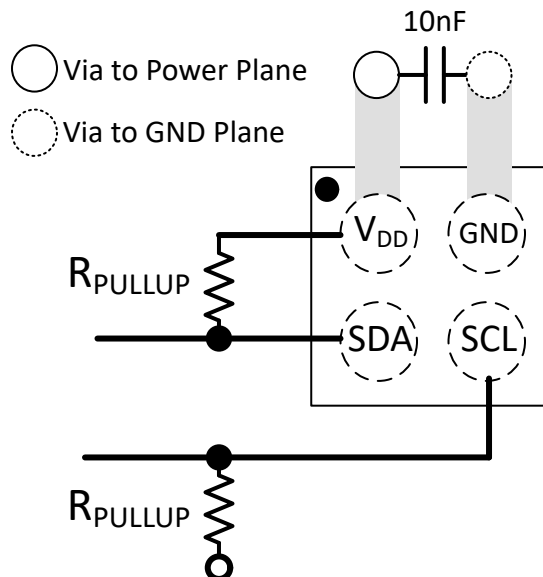 10nF
Via to Power Plane
Via to GND Plane
VDD
GND
RPULLUP
SDA
SCL
RPULLUP